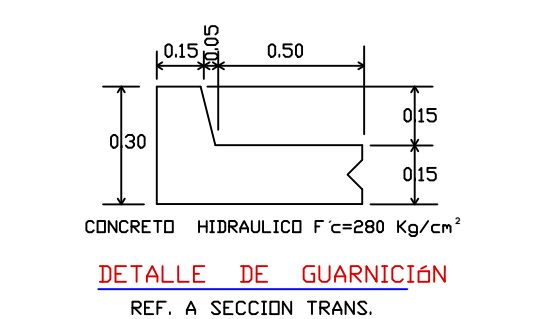 0.15
0.05
0.50
0.30
0.15
0.15
CONCRETO HIDRAULICO F´c=280 Kg/cm²
DETALLE DE GUARNICIóN
REF. A SECCION TRANS.